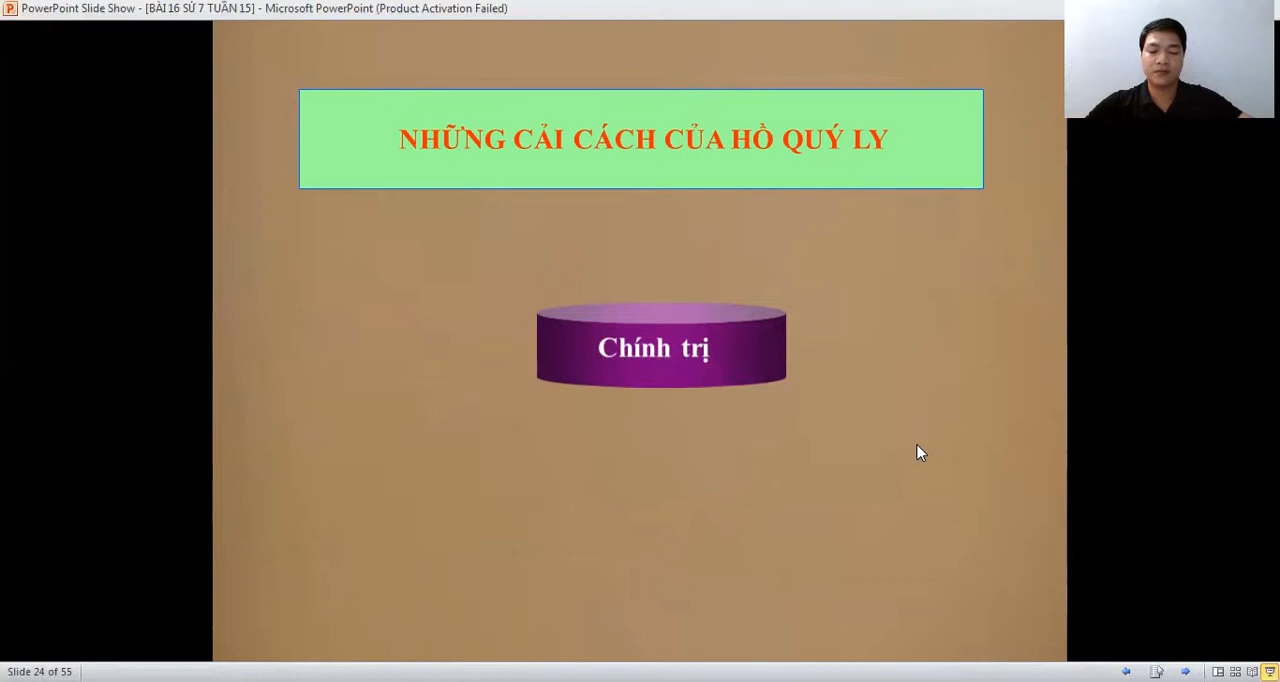 PowerPoint Slide Show - [BÀI 16 SỬ 7 TUẦN 15] - Microsoft PowerPoint (Product Activation Failed)
NHỮNG CẢI CÁCH CỦA HỒ QUÝ LY
Chính trị
Slide 24 of 55